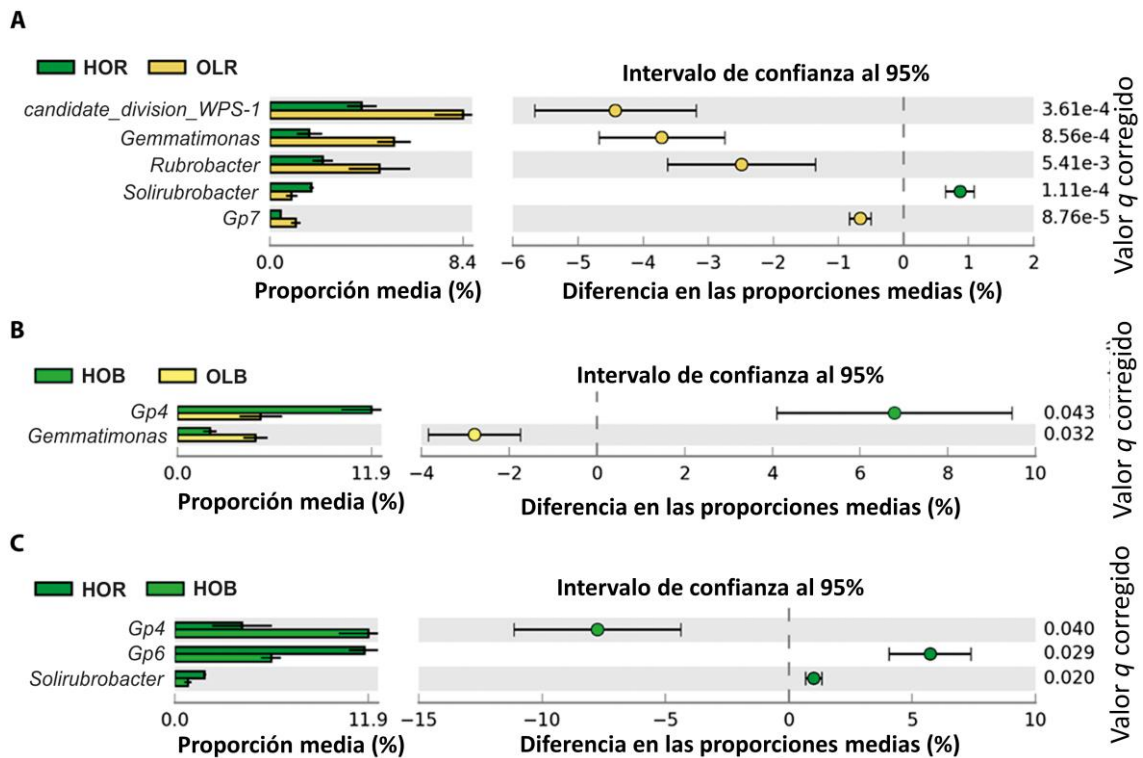 A
HOR OLR
Intervalo de confianza al 95%
candidate_division_WPS-1 3.61e-4
Gemmatimonas 8.56e-4
Rubrobacter 5.41e-3
Solirubrobacter 1.11e-4
Gp7 8.76e-5
0.0 8.4 −6 −5 −4 −3 −2 −1 0 1 2
Proporción media (%) Diferencia en las proporciones medias (%)
Valor q corregido
B
HOB OLB
Intervalo de confianza al 95%
Gp4 0.043
Gemmatimonas 0.032
0.0 11.9 −4 −2 0 2 4 6 8 10
Proporción media (%) Diferencia en las proporciones medias (%)
Valor q corregido
C
HOR HOB
Intervalo de confianza al 95%
Gp4 0.040
Gp6 0.029
Solirubrobacter 0.020
0.0 11.9 −15 −10 −5 0 5 10
Proporción media (%) Diferencia en las proporciones medias (%)
Valor q corregido